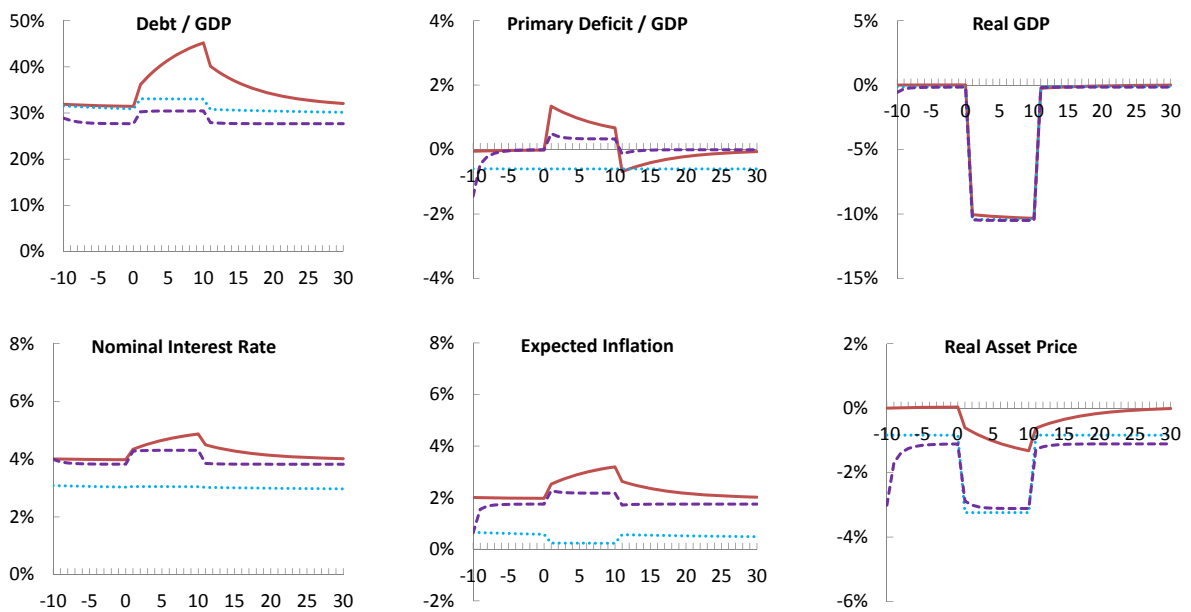 Debt / GDP
50%
40%
30%
20%
10%
0%
-10 -5 0 5 10 15 20 25 30
Primary Deficit / GDP
4%
2%
0%
-2%
-4%
-10 -5 0 5 10 15 20 25 30
Real GDP
5%
0%
-5%
-10%
-15%
-10 -5 0 5 10 15 20 25 30
Nominal Interest Rate
8%
6%
4%
2%
0%
-10 -5 0 5 10 15 20 25 30
Expected Inflation
8%
6%
4%
2%
0%
-2%
-10 -5 0 5 10 15 20 25 30
Real Asset Price
2%
0%
-2%
-4%
-6%
-10 -5 0 5 10 15 20 25 30